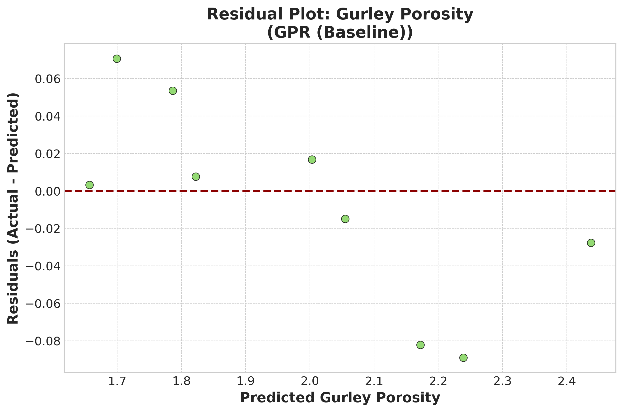 Residual Plot: Gurley Porosity
(GPR (Baseline))
Residuals (Actual - Predicted)
0.06
0.04
0.02
0.00
−0.02
−0.04
−0.06
−0.08
1.7 1.8 1.9 2.0 2.1 2.2 2.3 2.4
Predicted Gurley Porosity